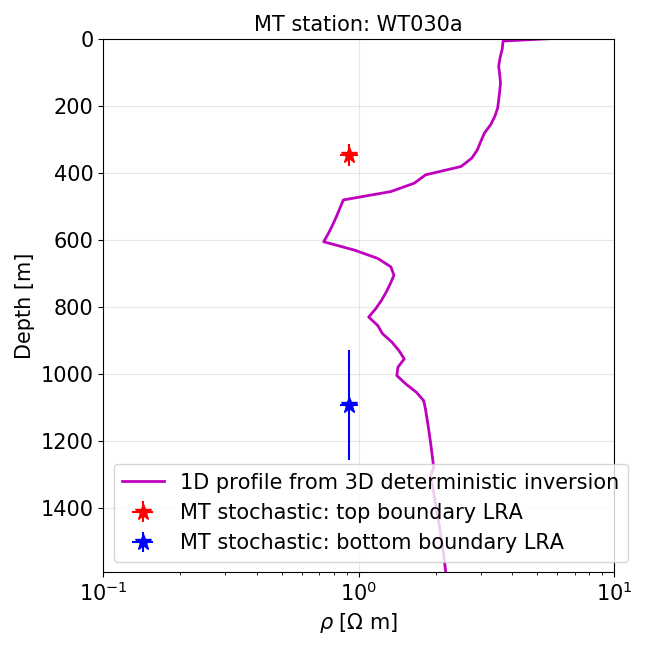 MT station: WT030a
0
200
400
600
800
1000
1200
1400
Depth [m]
1D profile from 3D deterministic inversion
MT stochastic: top boundary LRA
MT stochastic: bottom boundary LRA
10⁻¹ 10⁰ 10¹
ρ [Ω m]